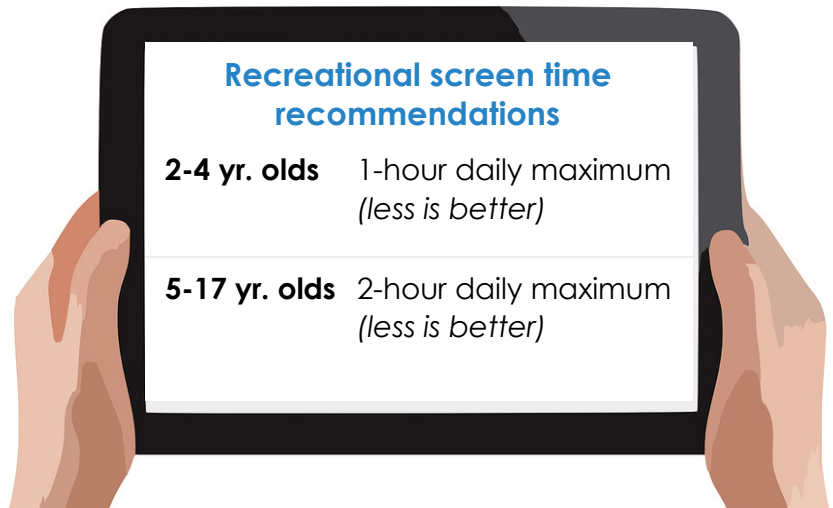 Recreational screen time
recommendations
2-4 yr. olds 1-hour daily maximum
(less is better)
5-17 yr. olds 2-hour daily maximum
(less is better)